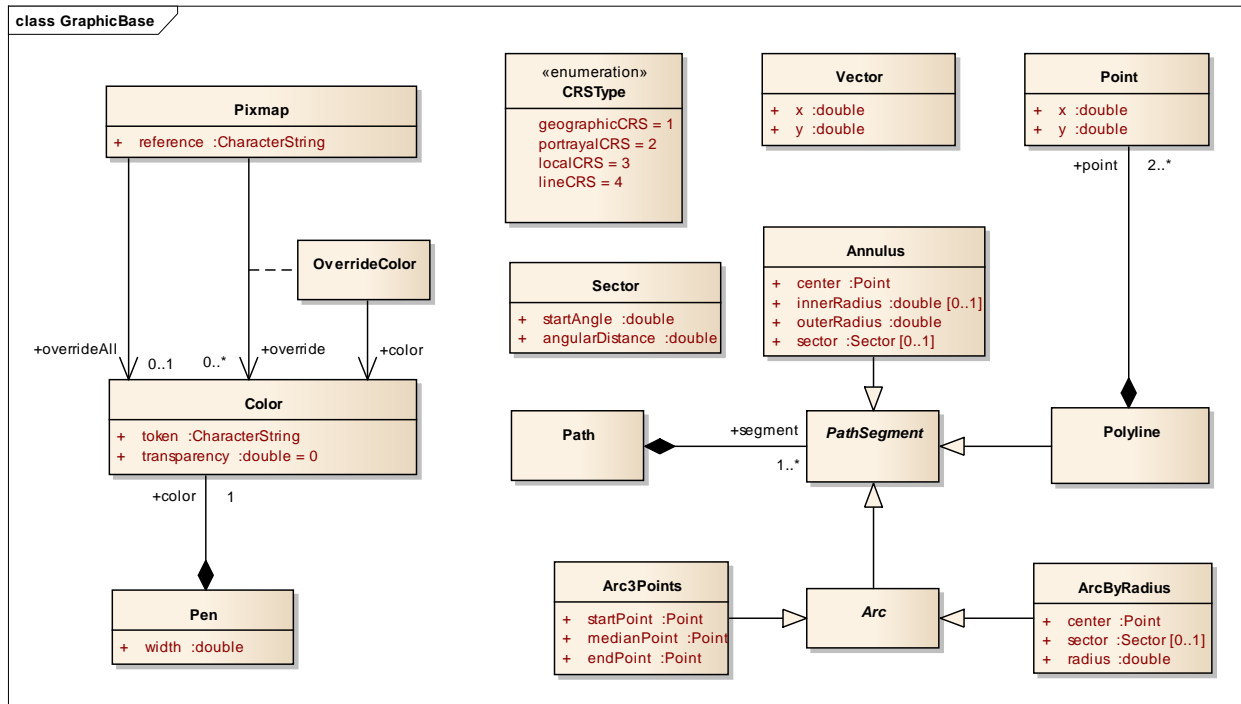 class GraphicBase
Pixmap
+ reference :CharacterString
«enumeration»
CRSType
geographicCRS = 1
portrayalCRS = 2
localCRS = 3
lineCRS = 4
Vector
+ x :double
+ y :double
Point
+ x :double
+ y :double
+point
2..*
OverrideColor
Sector
+ startAngle :double
+ angularDistance :double
Annulus
+ center :Point
+ innerRadius :double [0..1]
+ outerRadius :double
+ sector :Sector [0..1]
+overrideAll
0..1
0..*
+override
+color
Color
+ token :CharacterString
+ transparency :double = 0
+color
1
Path
+segment
1..*
PathSegment
Polyline
Pen
+ width :double
Arc3Points
+ startPoint :Point
+ medianPoint :Point
+ endPoint :Point
Arc
ArcByRadius
+ center :Point
+ sector :Sector [0..1]
+ radius :double